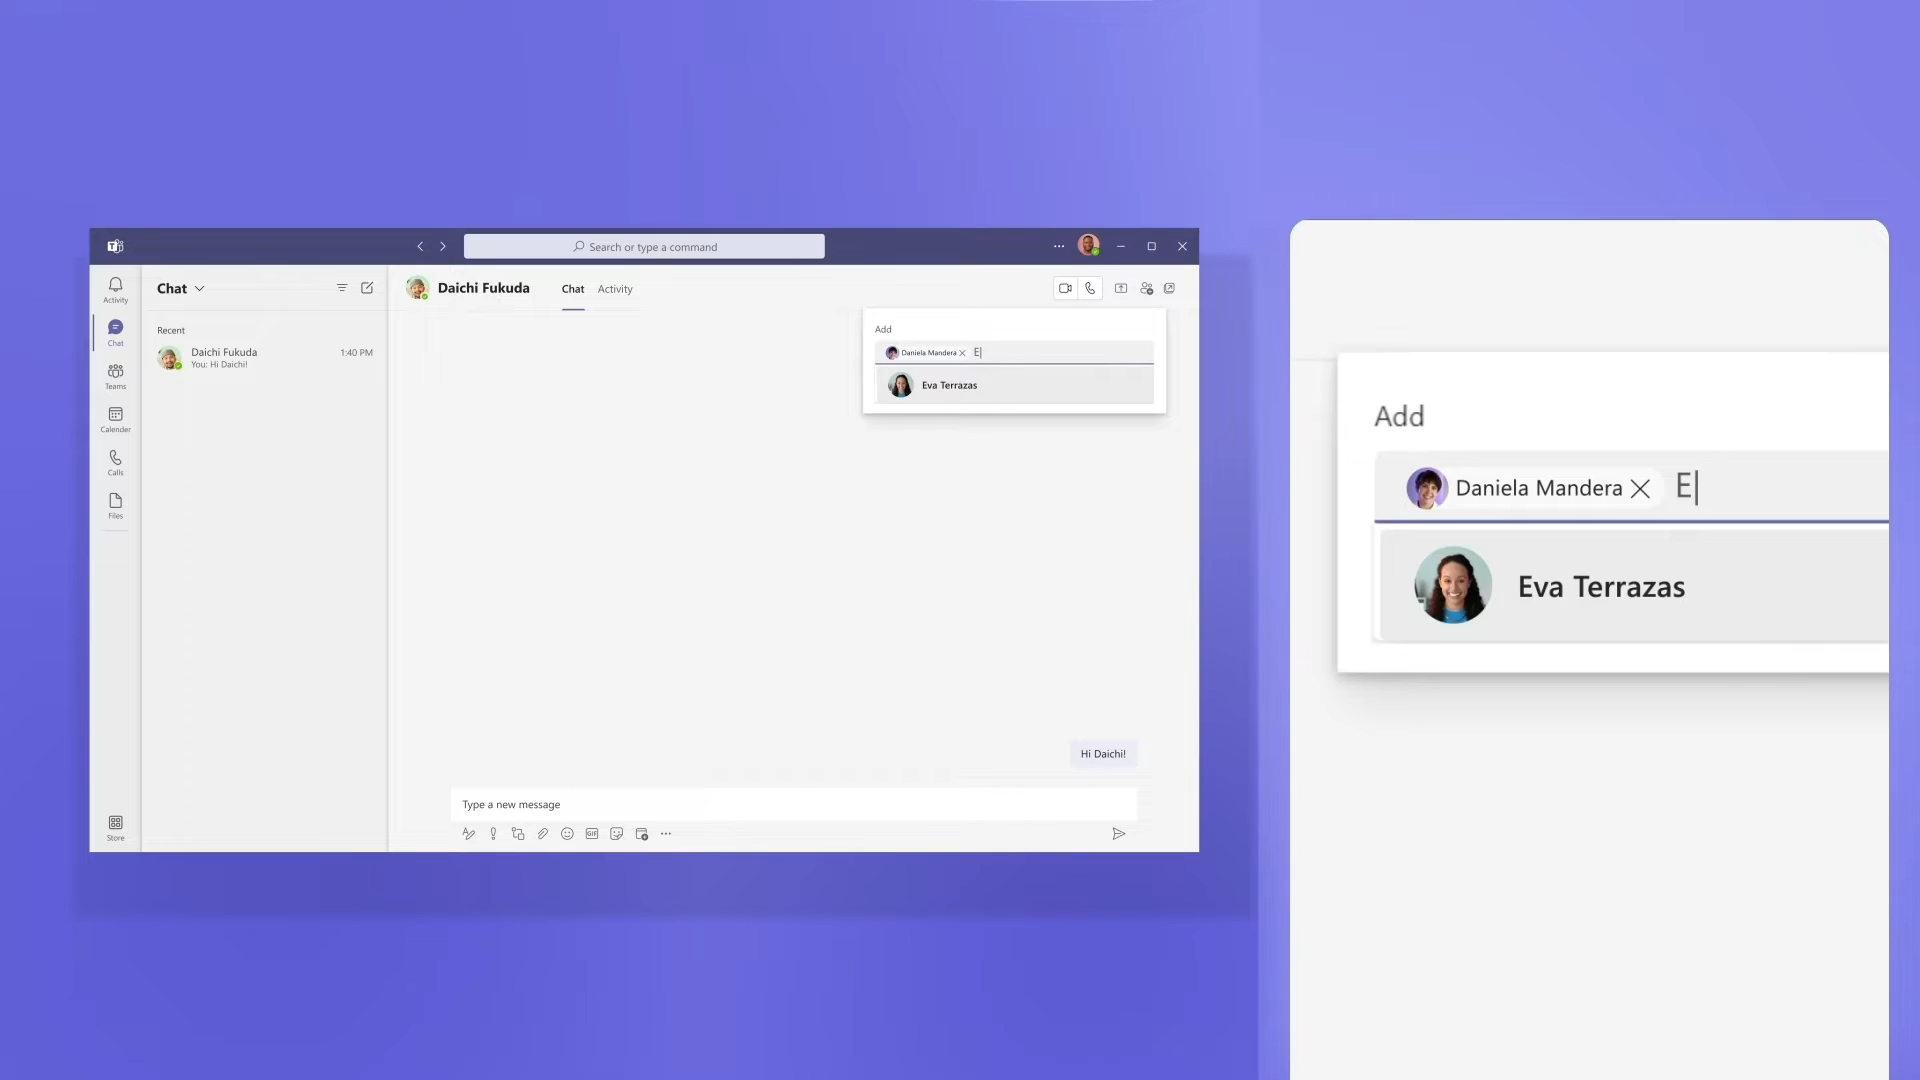 Search or type a command
Activity
Chat
Teams
Calender
Calls
Files
Store
Chat
Recent
Daichi Fukuda
1:40 PM
You: Hi Daichi!
Daichi Fukuda
Chat
Activity
Add
Daniela Mandera
E
Eva Terrazas
Hi Daichi!
Type a new message
GIF
Add
Daniela Mandera
E
Eva Terrazas